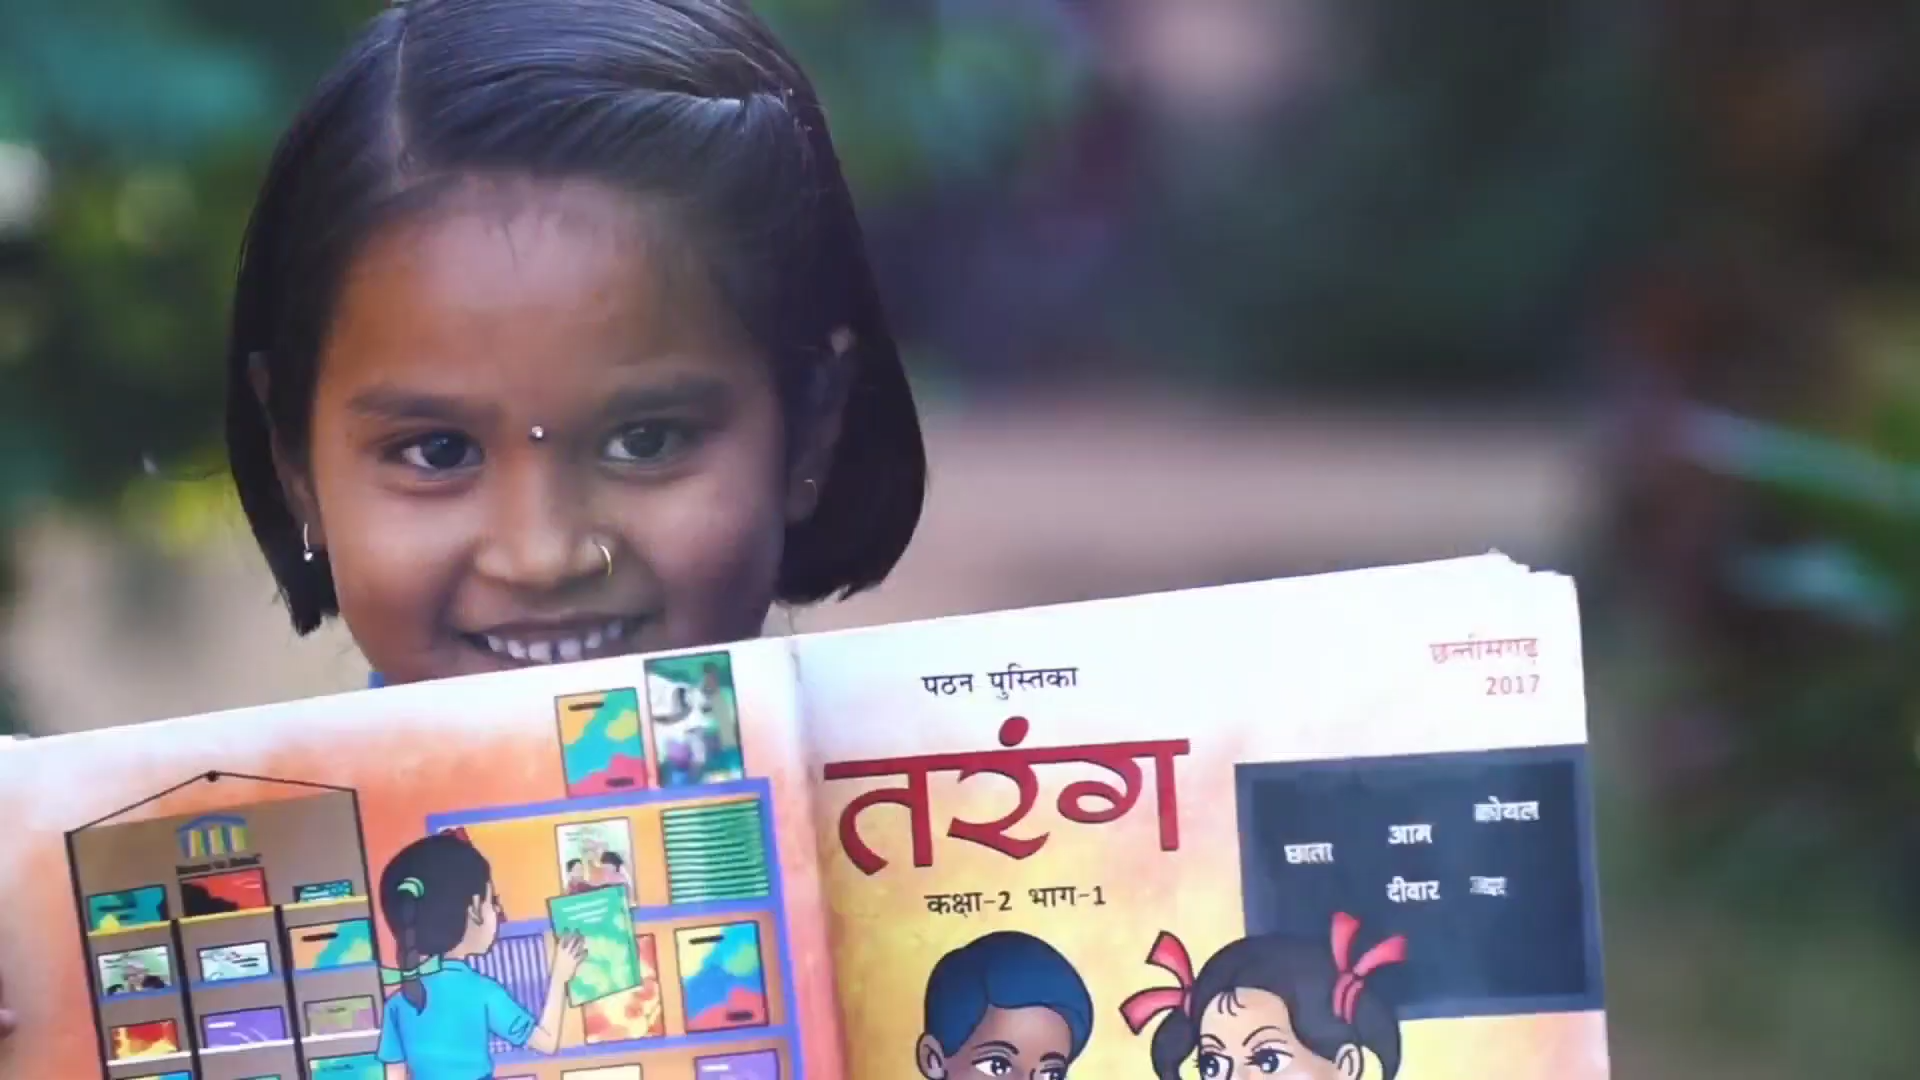 पठन पुस्तिका
छत्तीसगढ़
2017
तरंग
कक्षा-2 भाग-1
कोयल
आम
छाता
दीवार